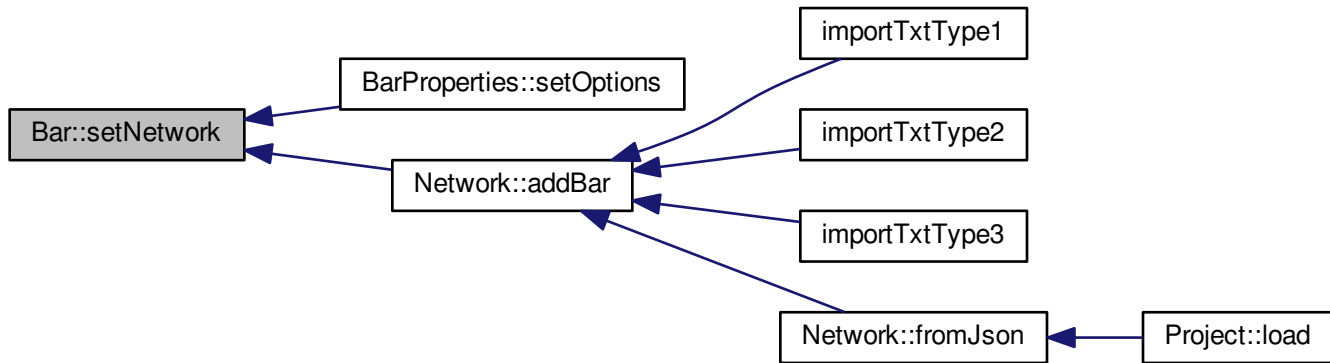 importTxtType1
BarProperties::setOptions
Bar::setNetwork
importTxtType2
Network::addBar
importTxtType3
Network::fromJson
Project::load